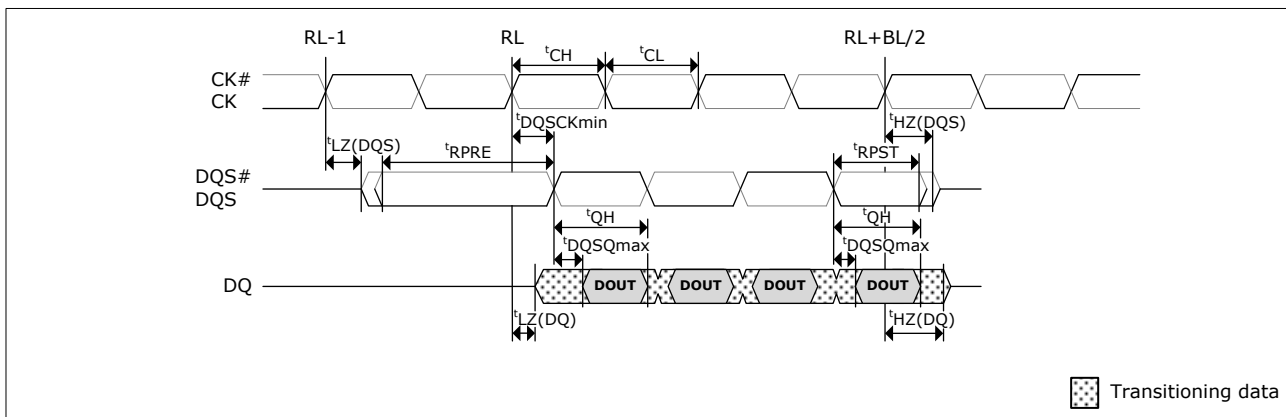 RL-1
RL
RL+BL/2
tCH
tCL
CK#
CK
tDQSCKmin
tHZ(DQS)
tLZ(DQS)
tRPRE
tRPST
DQS#
DQS
tQH
tQH
tDQSQmax
tDQSQmax
DQ
DOUT
DOUT
DOUT
DOUT
tLZ(DQ)
tHZ(DQ)
Transitioning data